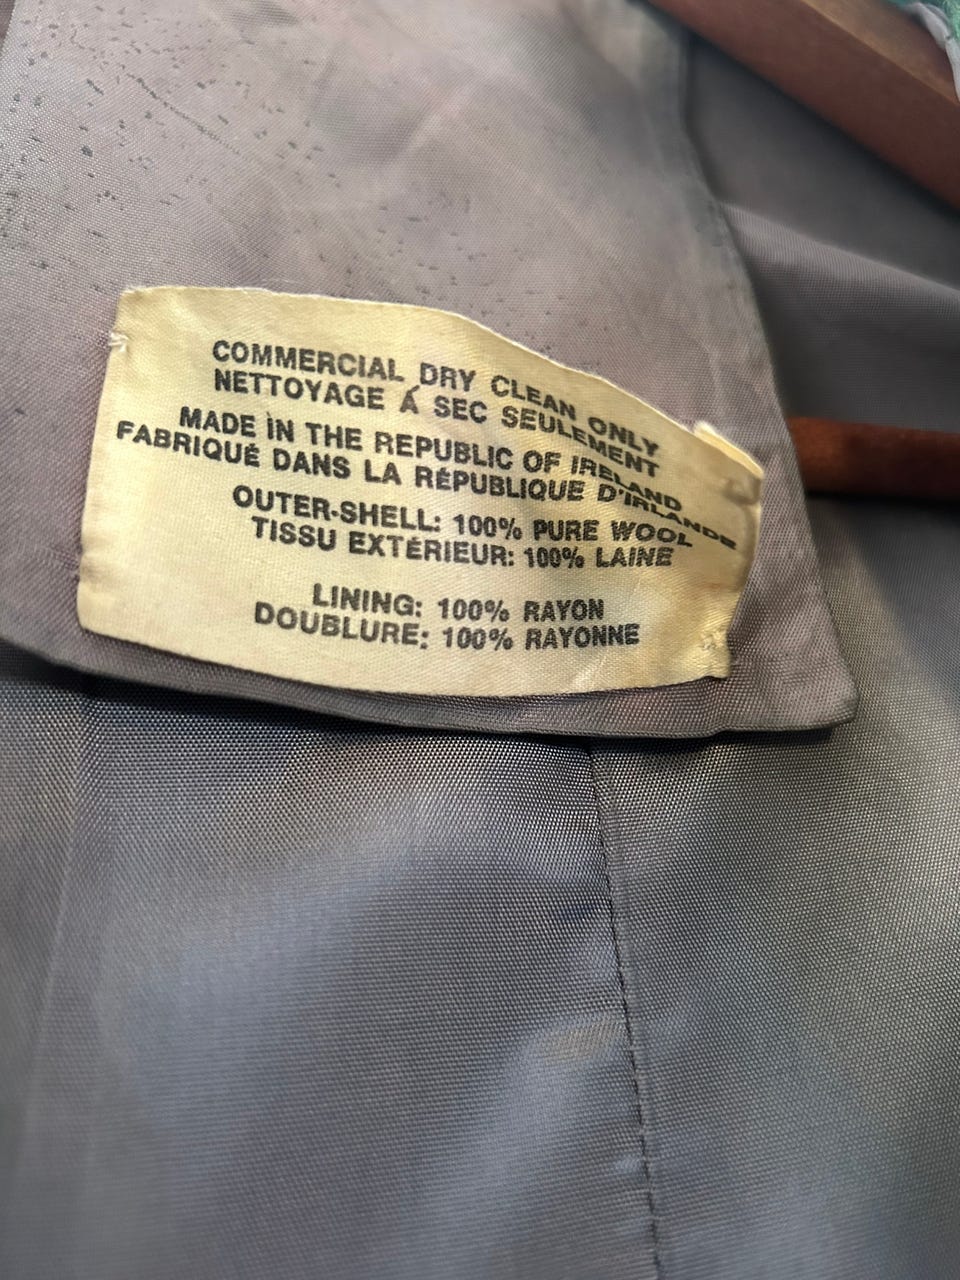 COMMERCIAL DRY CLEAN ONLY
NETTOYAGE Á SEC SEULEMENT
MADE IN THE REPUBLIC OF IRELAND
FABRIQUÉ DANS LA RÉPUBLIQUE D'IRLANDE
OUTER-SHELL: 100% PURE WOOL
TISSU EXTÉRIEUR: 100% LAINE
LINING: 100% RAYON
DOUBLURE: 100% RAYONNE